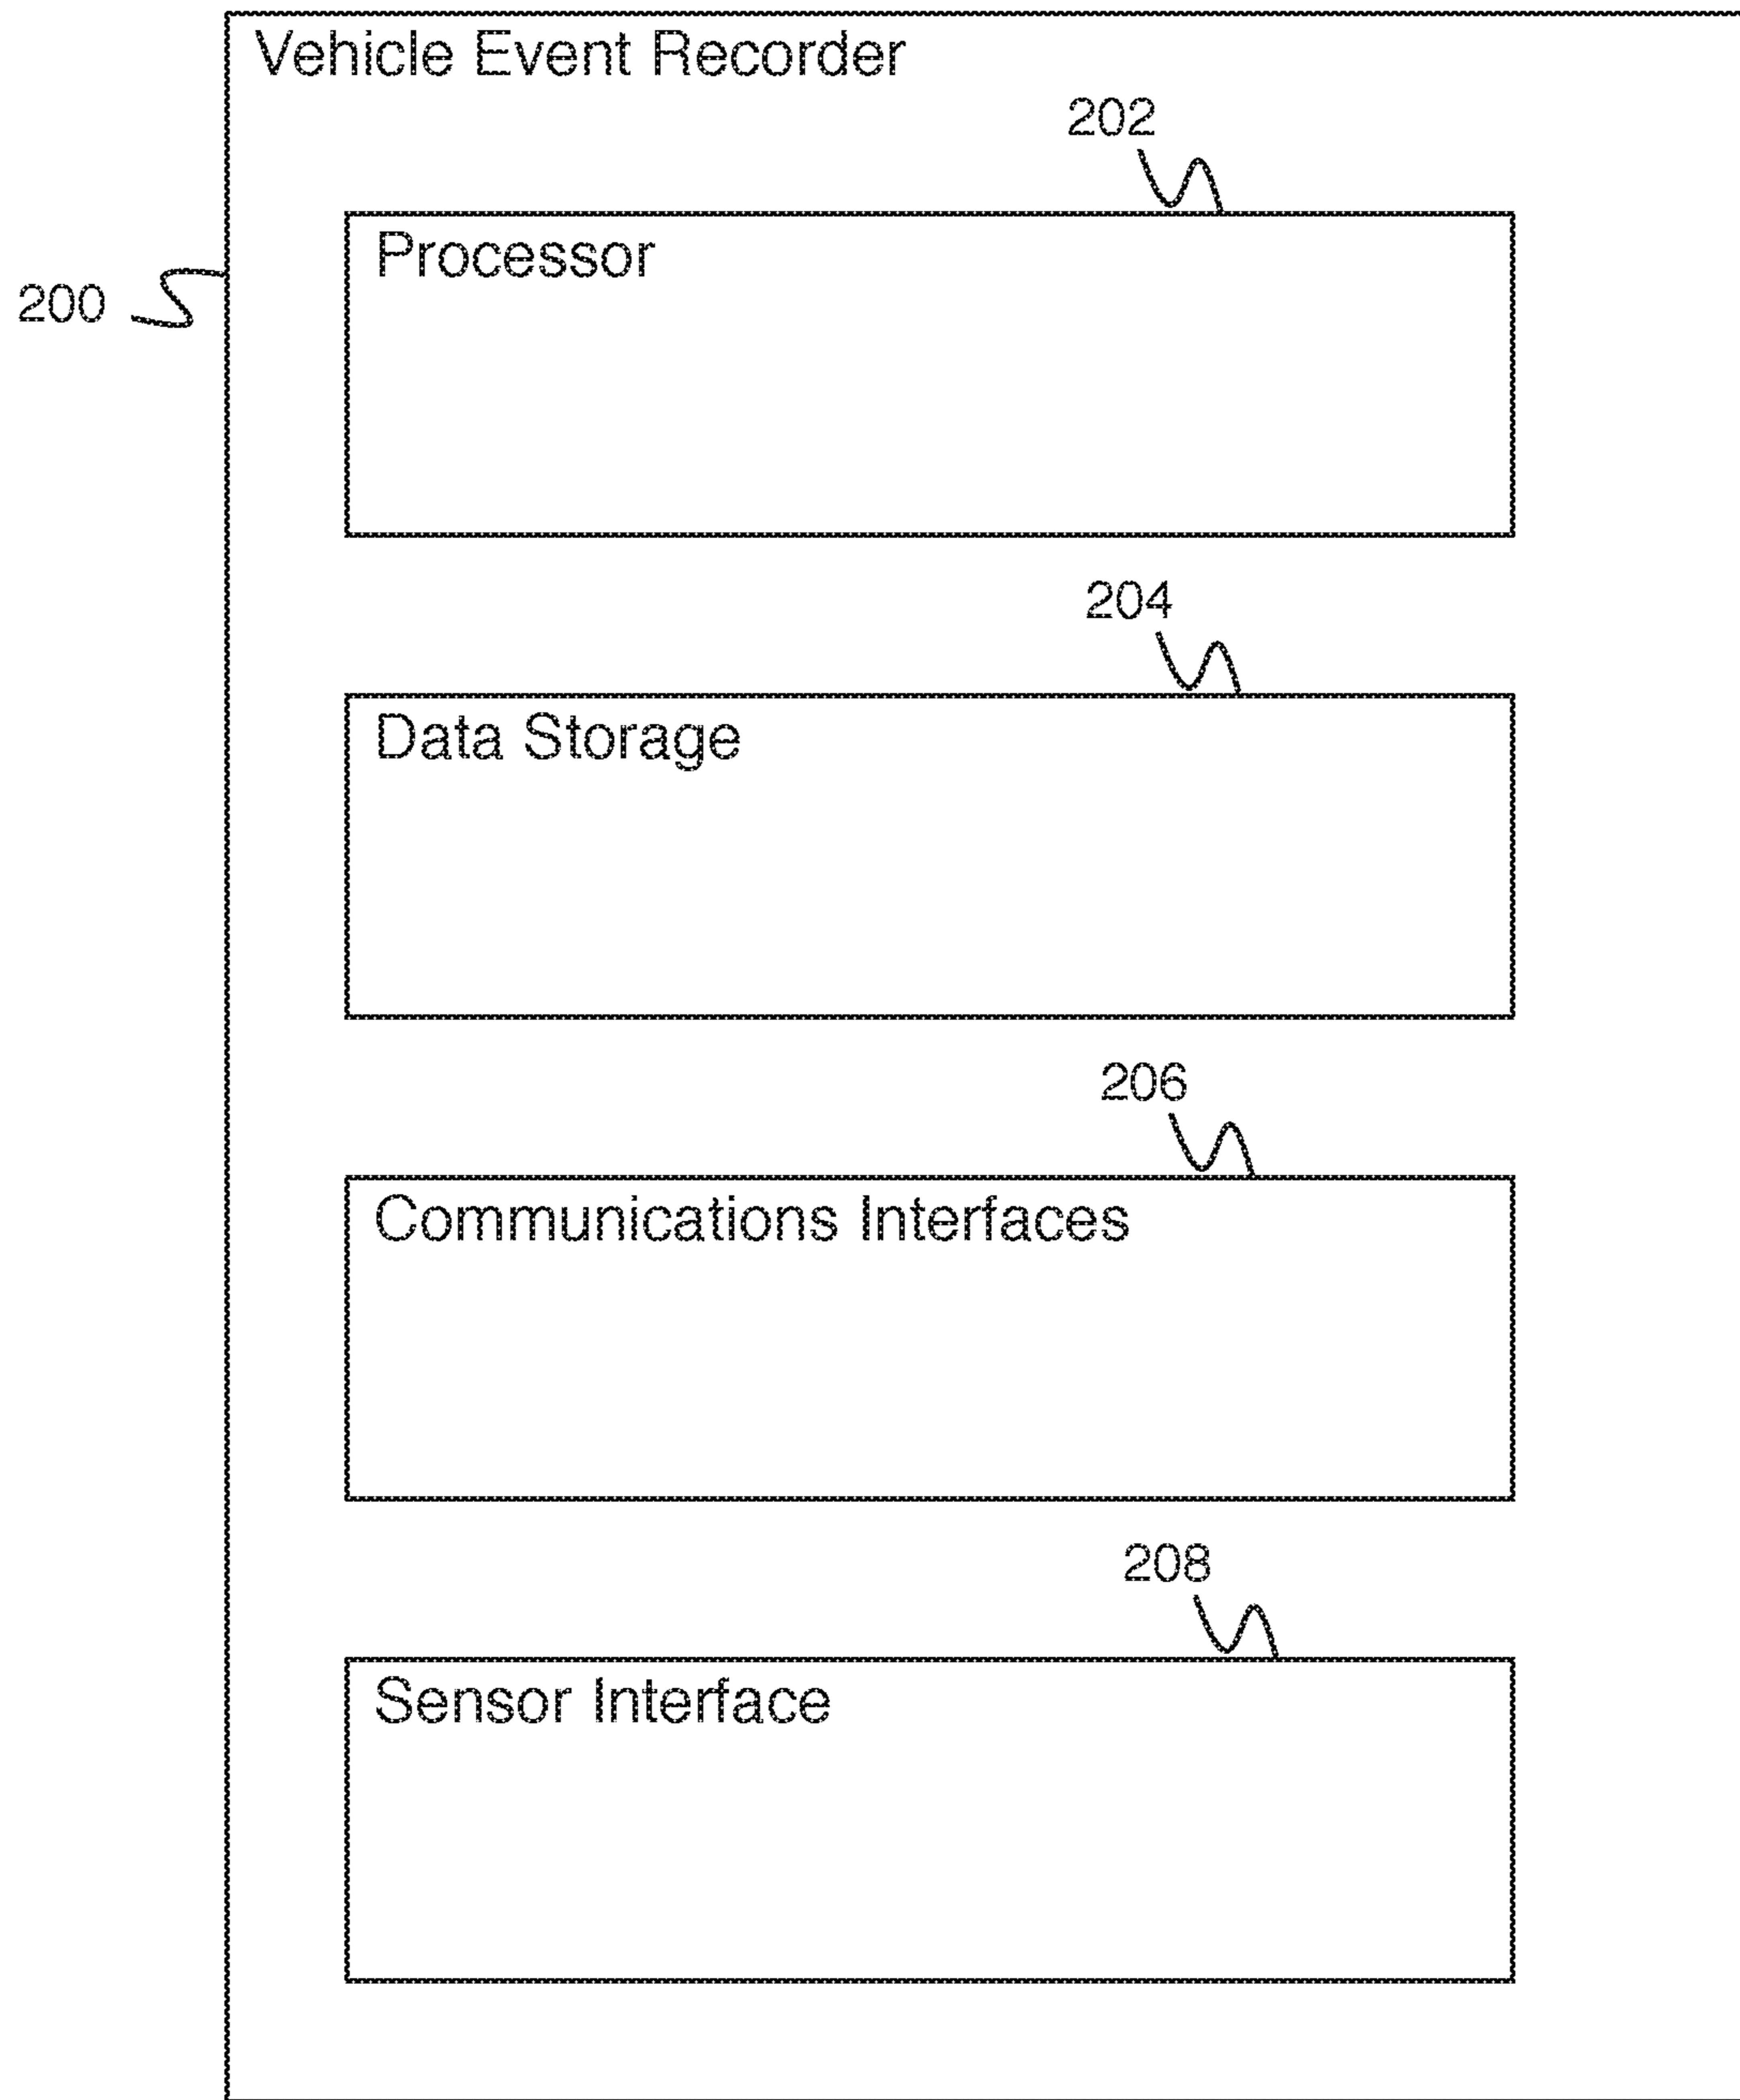 Vehicle Event Recorder
202
Processor
200
204
Data Storage
206
Communications Interfaces
208
Sensor Interface